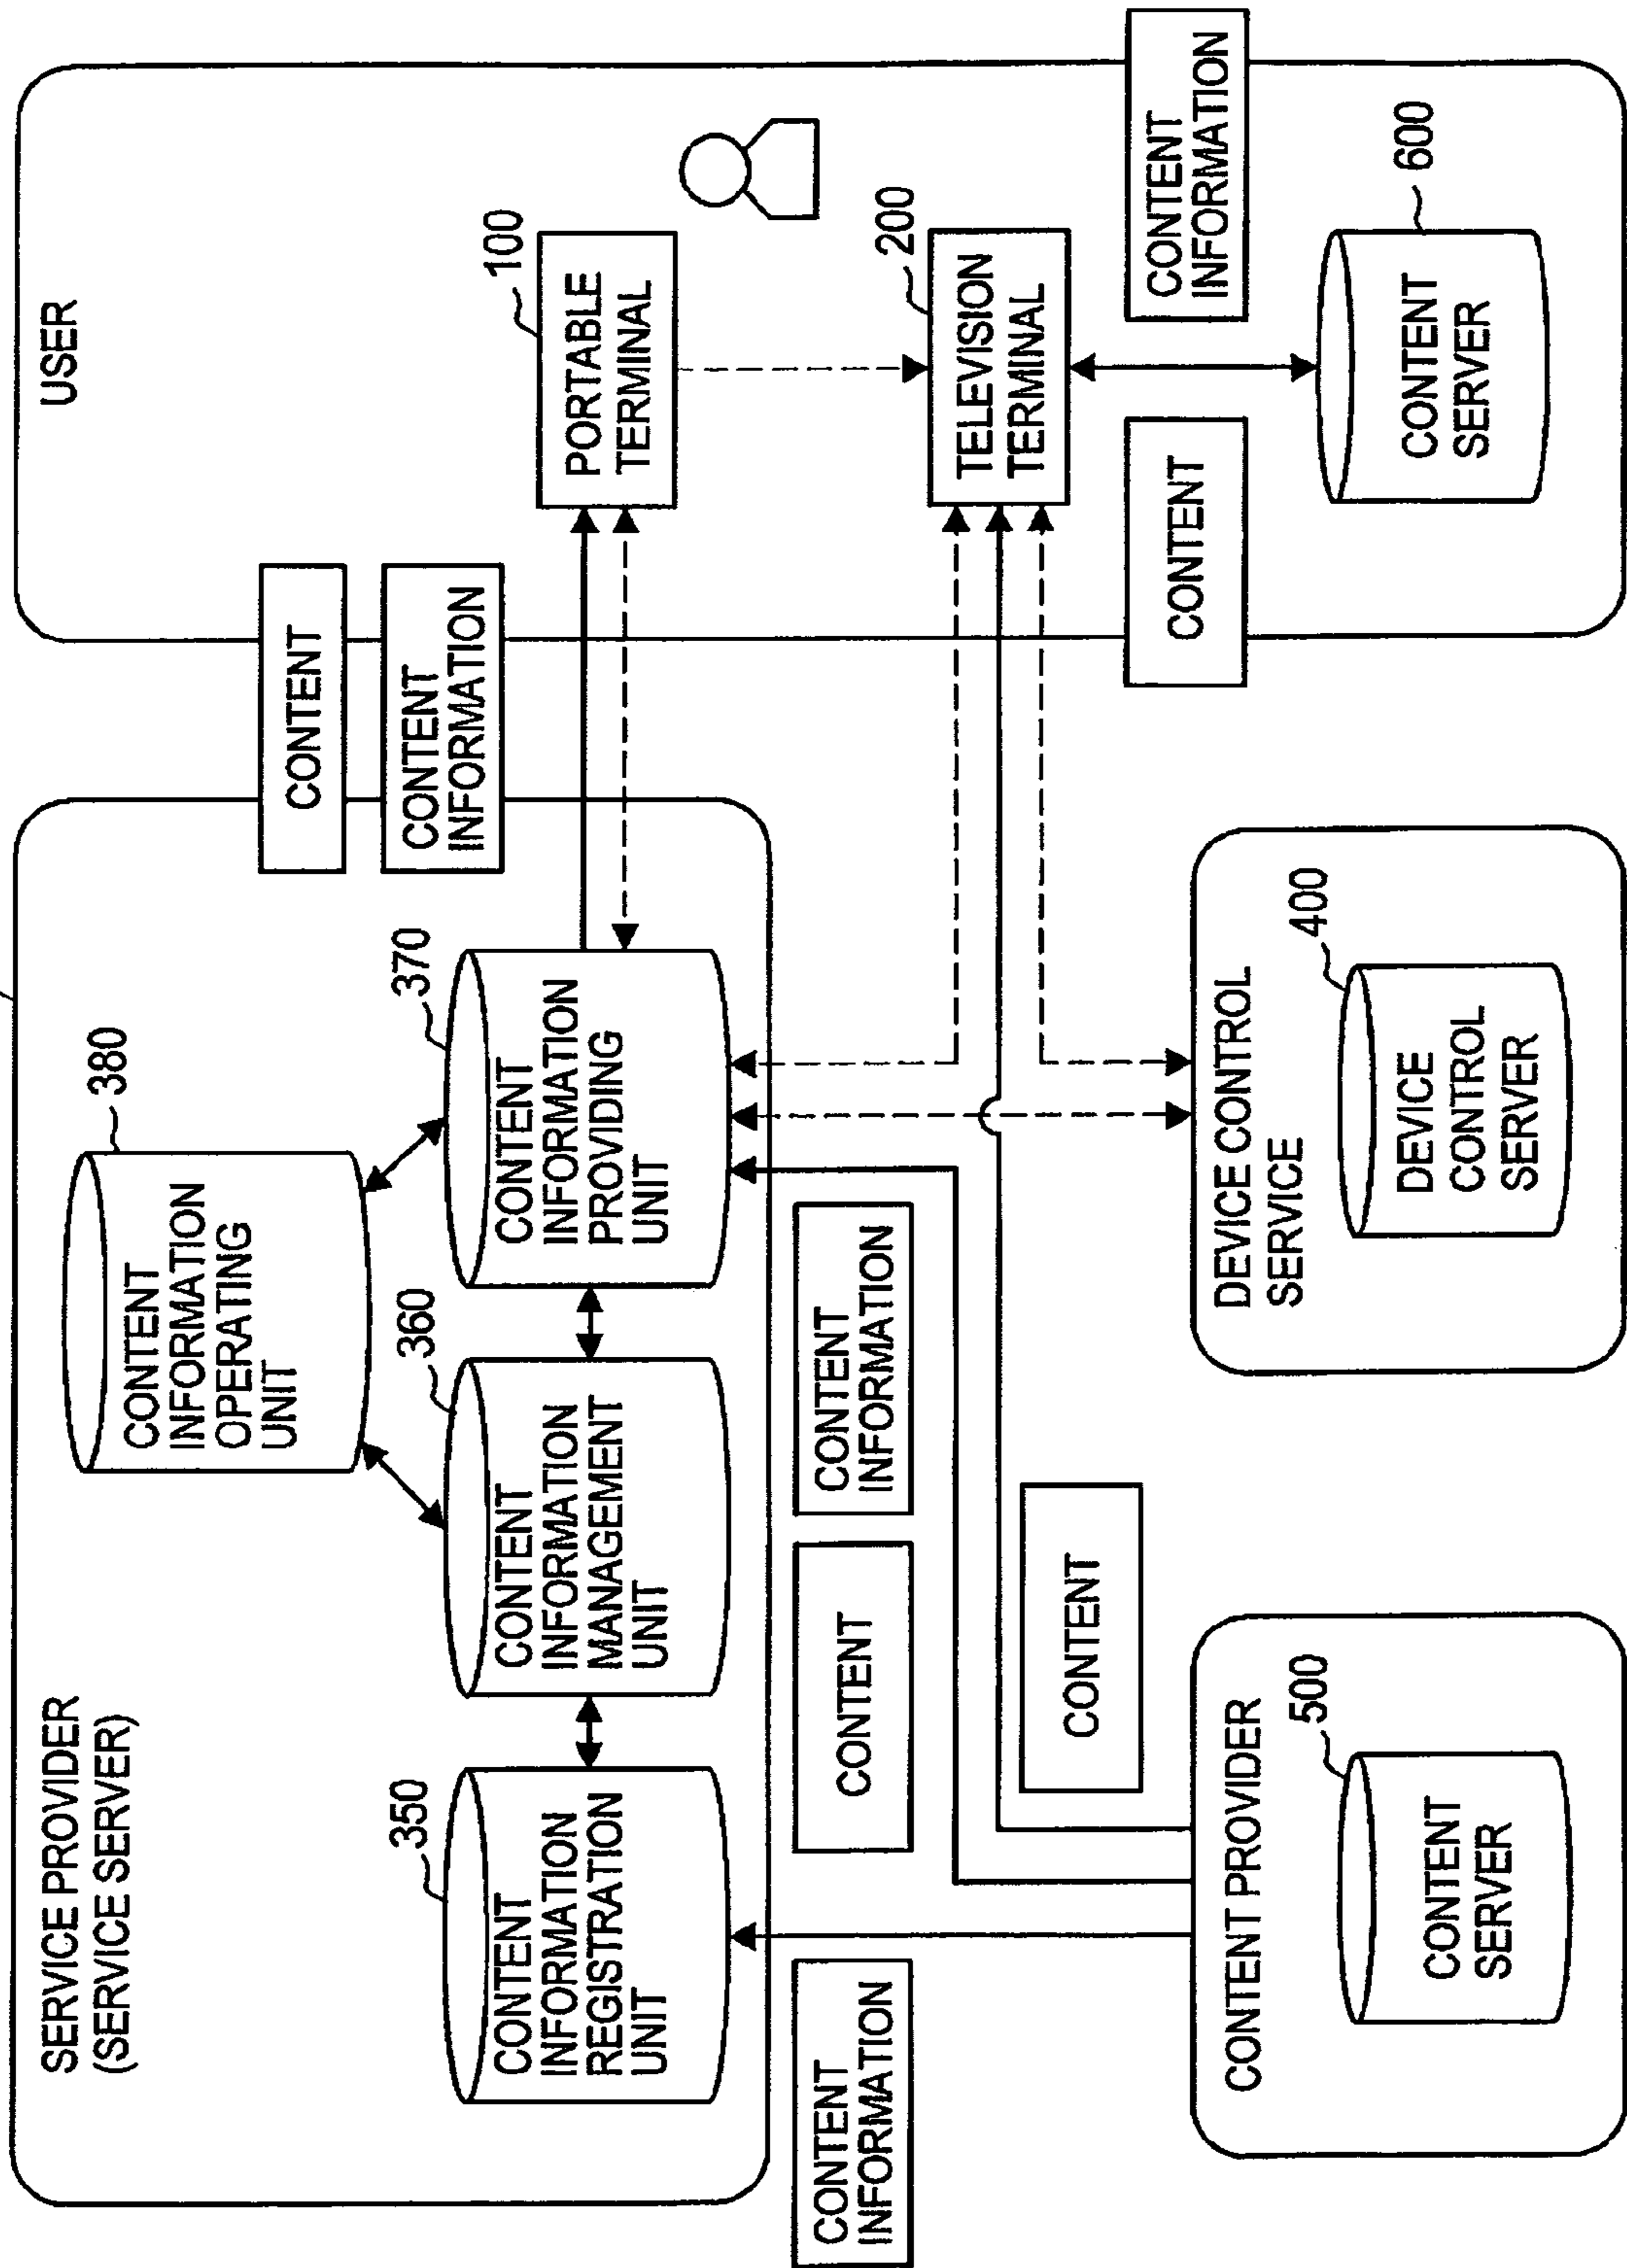 SERVICE PROVIDER
(SERVICE SERVER)
380
CONTENT
INFORMATION
OPERATING
UNIT
350
CONTENT
INFORMATION
REGISTRATION
UNIT
360
CONTENT
INFORMATION
MANAGEMENT
UNIT
370
CONTENT
INFORMATION
PROVIDING
UNIT
CONTENT
CONTENT
INFORMATION
USER
100
PORTABLE
TERMINAL
200
TELEVISION
TERMINAL
CONTENT
INFORMATION
CONTENT
INFORMATION
CONTENT
CONTENT
INFORMATION
CONTENT
CONTENT
CONTENT PROVIDER
500
CONTENT
SERVER
DEVICE CONTROL
SERVICE
400
DEVICE
CONTROL
SERVER
600
CONTENT
SERVER